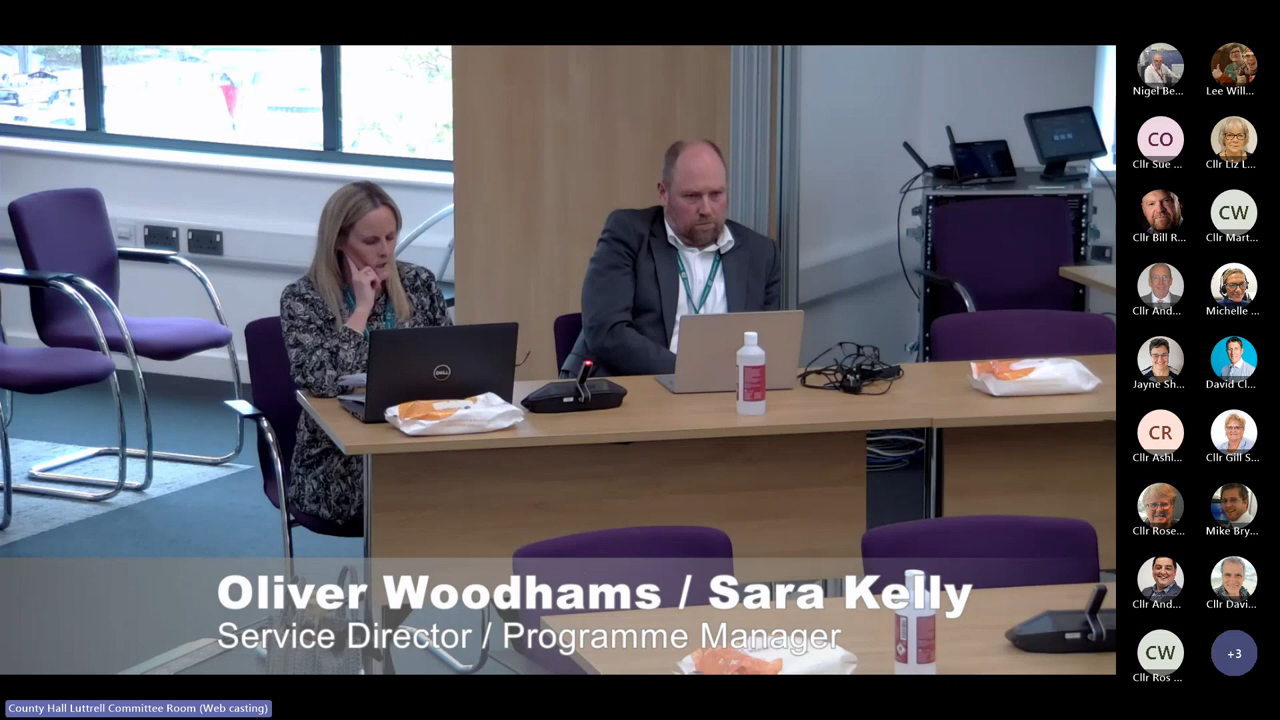 Nigel Be...
Lee Will...
CO
Cllr Sue ...
Cllr Liz L...
Cllr Bill R...
CW
Cllr Mart...
Cllr And...
Michelle ...
Jayne Sh...
David Cl...
CR
Cllr Ashl...
Cllr Gill S...
Cllr Rose...
Mike Bry...
Cllr And...
Cllr Davi...
CW
Cllr Ros ...
+3
DELL
Oliver Woodhams / Sara Kelly
Service Director / Programme Manager
County Hall Luttrell Committee Room (Web casting)